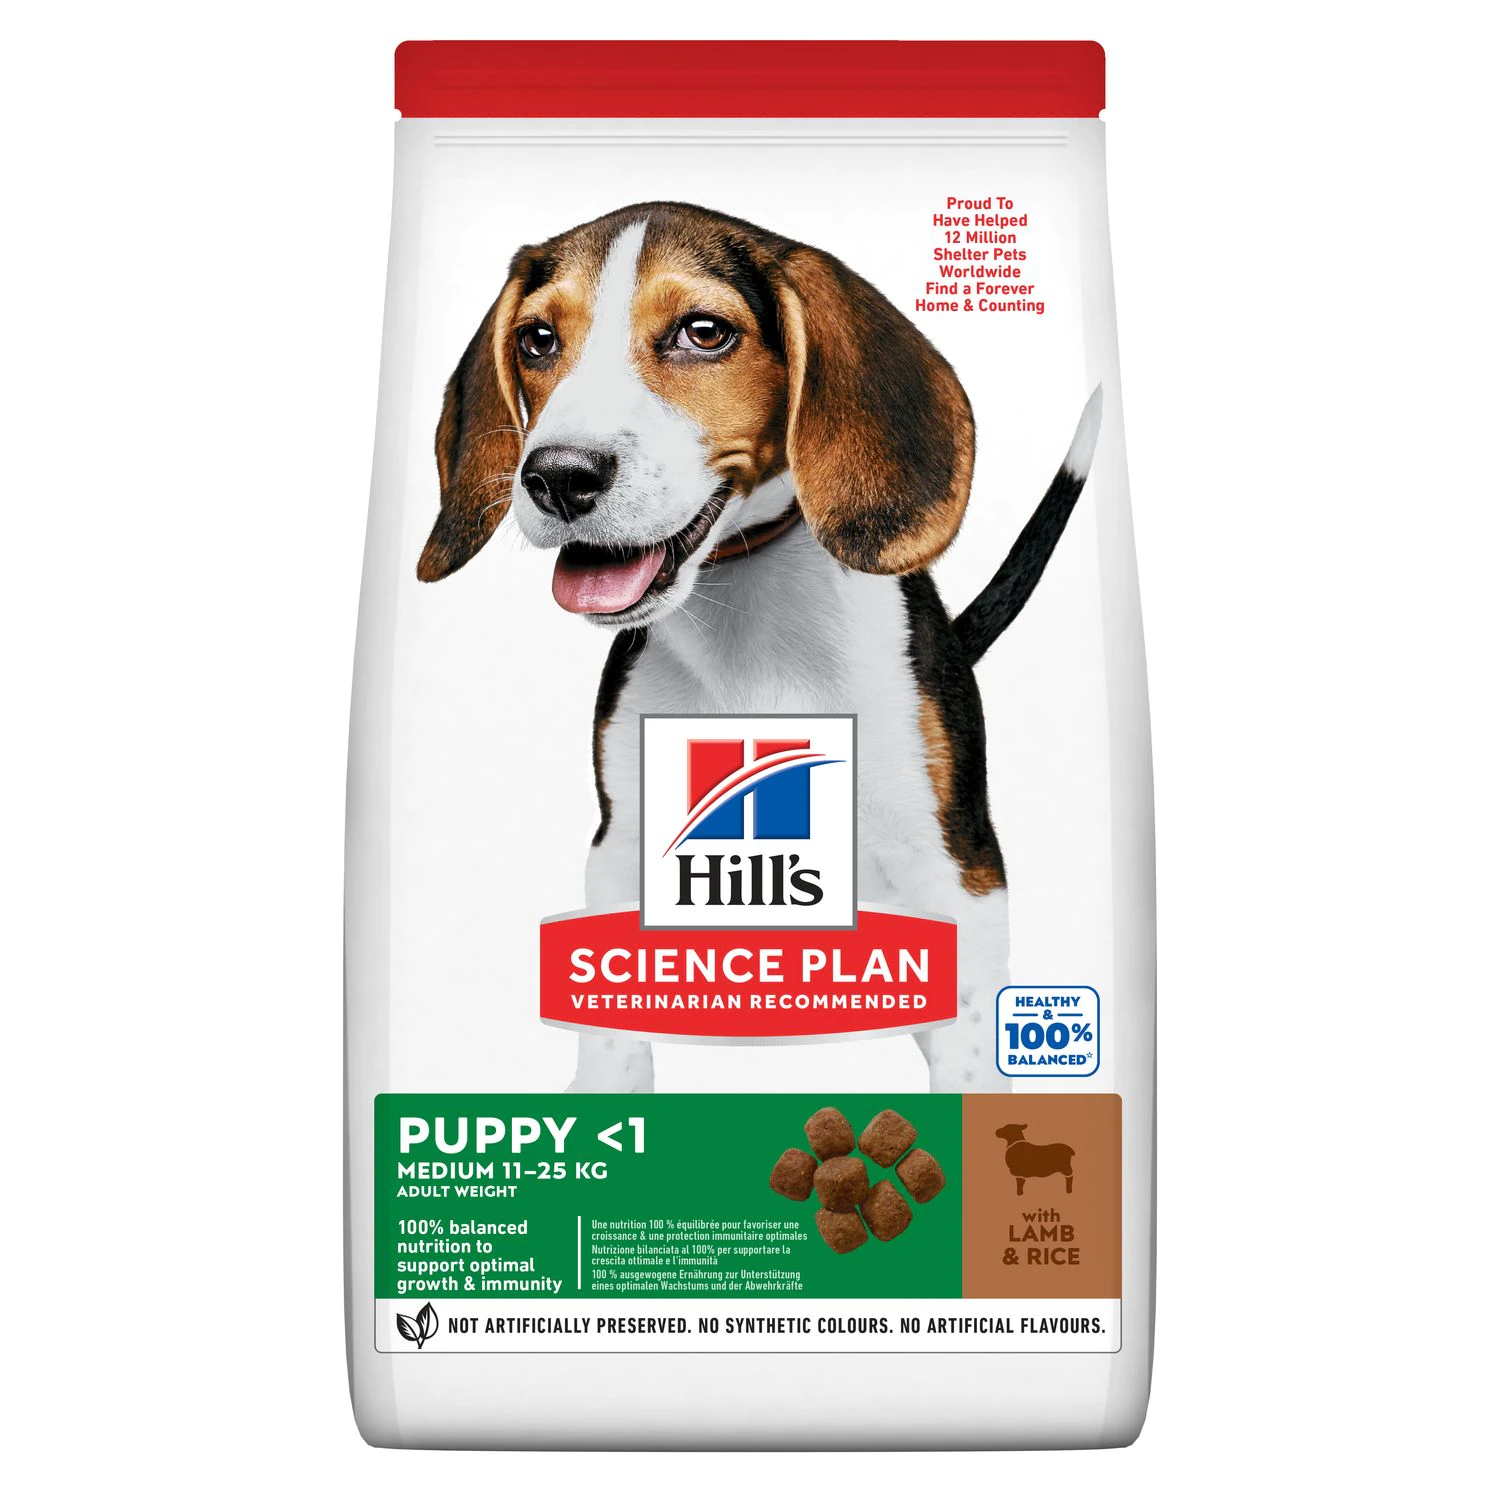 Proud To
Have Helped
12 Million
Shelter Pets
Worldwide
Find a Forever
Home & Counting
Hill's
SCIENCE PLAN
VETERINARIAN RECOMMENDED
HEALTHY
&
100%
BALANCED*
PUPPY <1
MEDIUM 11–25 KG
ADULT WEIGHT
100% balanced
nutrition to
support optimal
growth & immunity
Une nutrition 100 % équilibrée pour favoriser une
croissance & une protection immunitaire optimales
Nutrizione bilanciata al 100% per supportare la
crescita ottimale e l'immunità
100 % ausgewogene Ernährung zur Unterstützung
eines optimalen Wachstums und der Abwehrkräfte
with
LAMB
& RICE
NOT ARTIFICIALLY PRESERVED. NO SYNTHETIC COLOURS. NO ARTIFICIAL FLAVOURS.